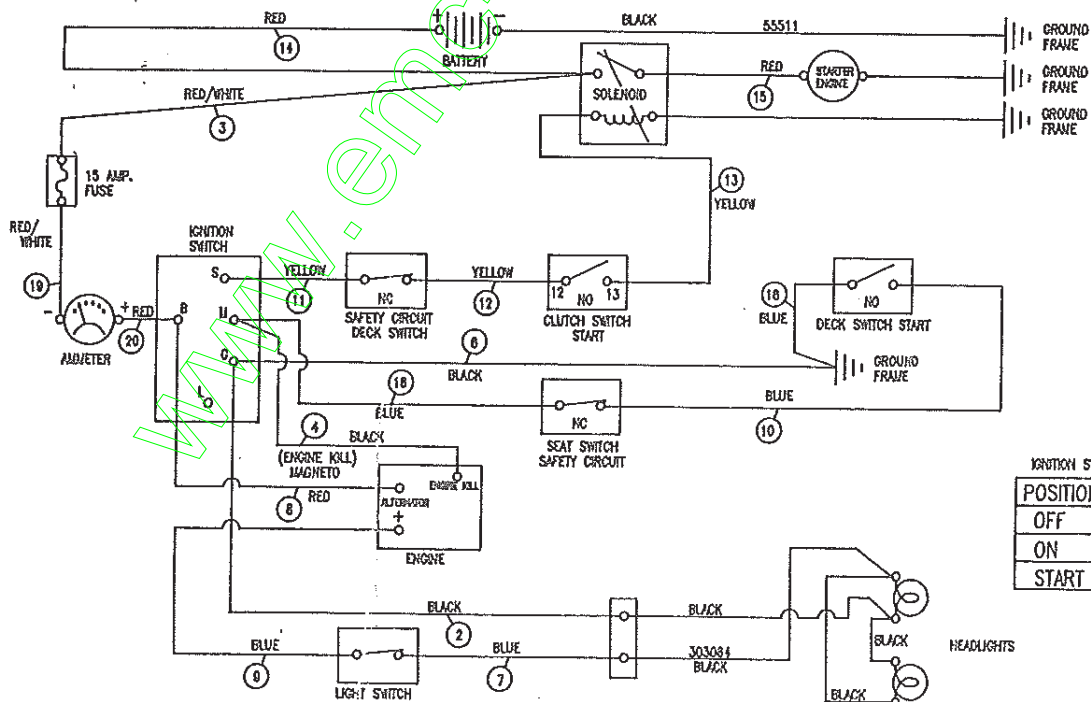 RED
14
+
-
BATTERY
BLACK
55511
GROUND
FRAME
RED/WHITE
3
SOLENOID
RED
15
STARTER
ENGINE
GROUND
FRAME
GROUND
FRAME
15 AMP.
FUSE
13
YELLOW
RED/
WHITE
19
IGNITION
SWITCH
S
YELLOW
11
NC
SAFETY CIRCUIT
DECK SWITCH
YELLOW
12
12
NO
13
CLUTCH SWITCH
START
18
BLUE
NO
DECK SWITCH START
-
+
RED
20
AMMETER
B
M
G
L
6
BLACK
GROUND
FRAME
16
BLUE
NC
SEAT SWITCH
SAFETY CIRCUIT
BLUE
10
4
BLACK
(ENGINE KILL)
MAGNETO
ENGINE KILL
8
RED
ALTERNATOR
+
ENGINE
IGNITION S
POSITION
OFF
ON
START
BLACK
2
BLACK
BLUE
9
LIGHT SWITCH
BLUE
7
303084
BLACK
BLACK
BLACK
HEADLIGHTS